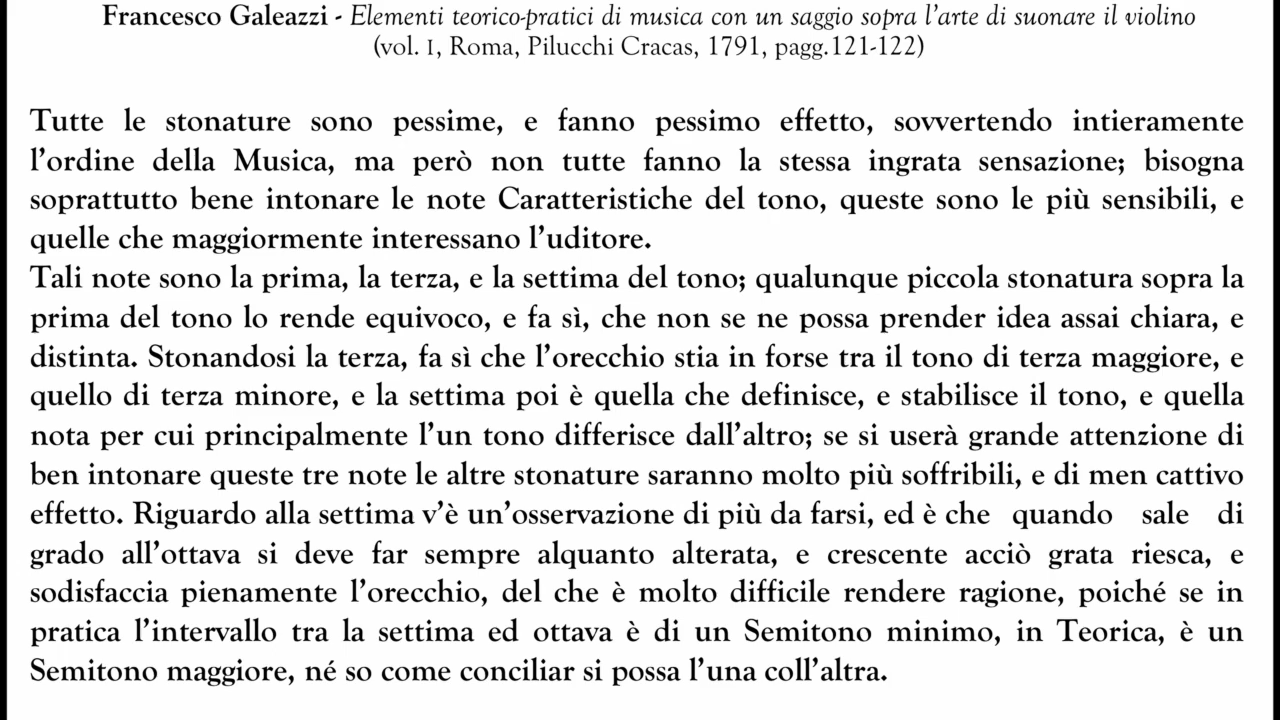 Francesco Galeazzi - Elementi teorico-pratici di musica con un saggio sopra l'arte di suonare il violino
(vol. I, Roma, Pilucchi Cracas, 1791, pagg.121-122)
Tutte le stonature sono pessime, e fanno pessimo effetto, sovvertendo intieramente
l'ordine della Musica, ma però non tutte fanno la stessa ingrata sensazione; bisogna
soprattutto bene intonare le note Caratteristiche del tono, queste sono le più sensibili, e
quelle che maggiormente interessano l'uditore.
Tali note sono la prima, la terza, e la settima del tono; qualunque piccola stonatura sopra la
prima del tono lo rende equivoco, e fa sì, che non se ne possa prender idea assai chiara, e
distinta. Stonandosi la terza, fa sì che l'orecchio stia in forse tra il tono di terza maggiore, e
quello di terza minore, e la settima poi è quella che definisce, e stabilisce il tono, e quella
nota per cui principalmente l'un tono differisce dall'altro; se si userà grande attenzione di
ben intonare queste tre note le altre stonature saranno molto più soffribili, e di men cattivo
effetto. Riguardo alla settima v'è un'osservazione di più da farsi, ed è che quando sale di
grado all'ottava si deve far sempre alquanto alterata, e crescente acciò grata riesca, e
sodisfaccia pienamente l'orecchio, del che è molto difficile rendere ragione, poiché se in
pratica l'intervallo tra la settima ed ottava è di un Semitono minimo, in Teorica, è un
Semitono maggiore, né so come conciliar si possa l'una coll'altra.